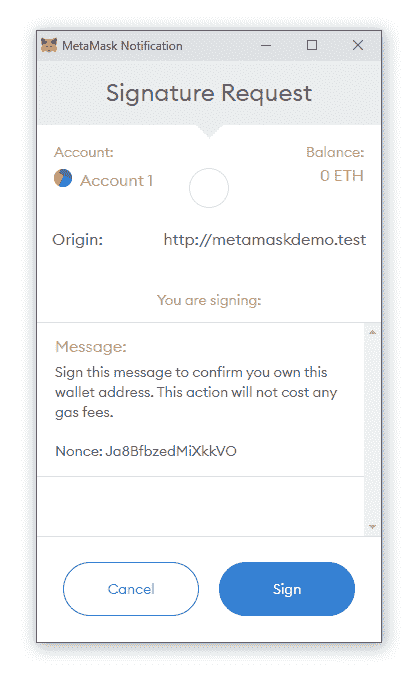 MetaMask Notification
Signature Request
Account:
Balance:
Account 1
0 ETH
Origin:
http://metamaskdemo.test
You are signing:
Message:
Sign this message to confirm you own this
wallet address. This action will not cost any
gas fees.
Nonce: Ja8BfbzedMiXkkVO
Cancel
Sign